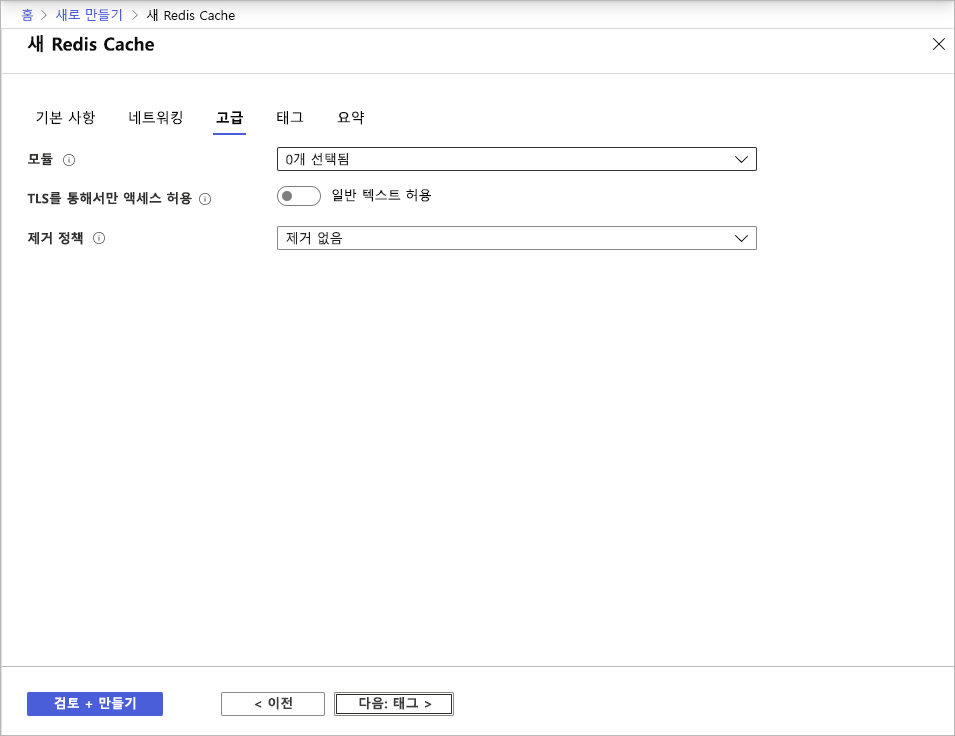 홈 > 새로 만들기 > 새 Redis Cache
새 Redis Cache
기본 사항 네트워킹 고급 태그 요약
모듈 0개 선택됨
TLS를 통해서만 액세스 허용 일반 텍스트 허용
제거 정책 제거 없음
검토 + 만들기 < 이전 다음: 태그 >